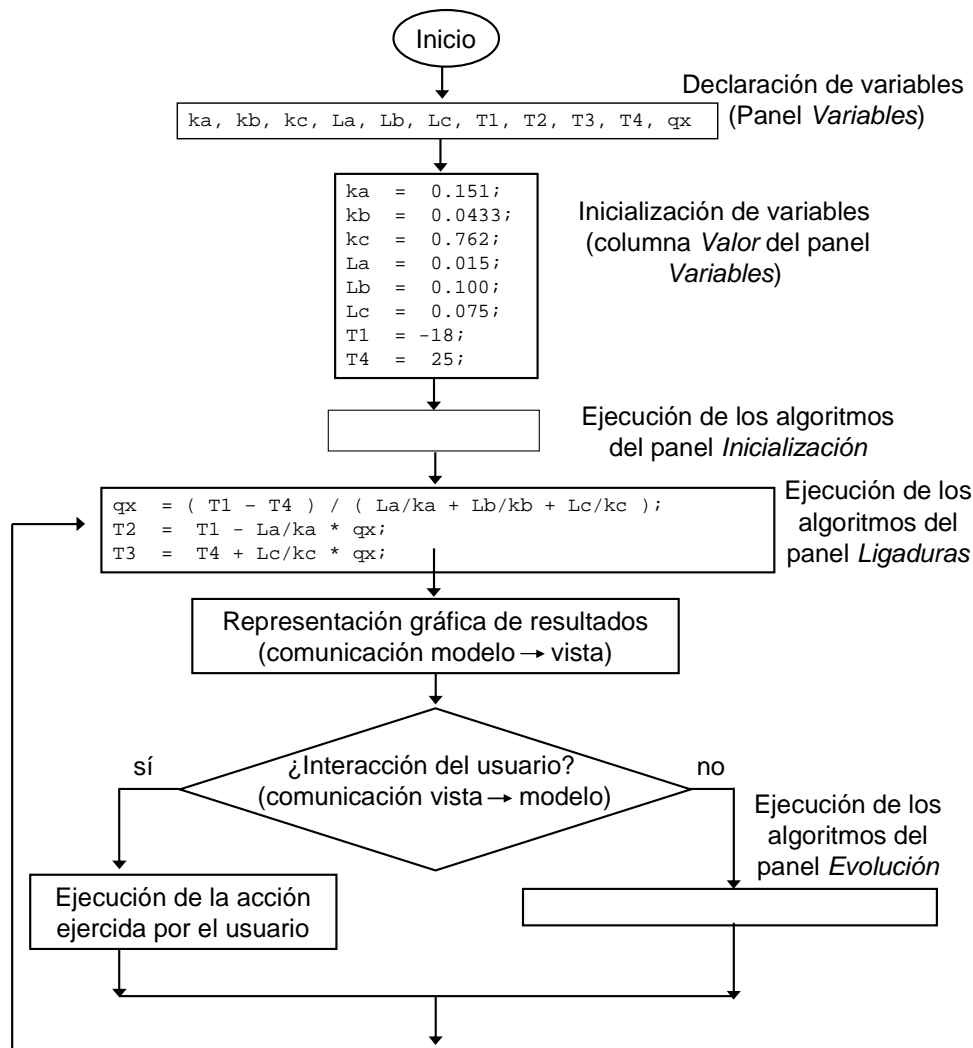 Inicio
Declaración de variables
(Panel Variables)
ka, kb, kc, La, Lb, Lc, T1, T2, T3, T4, qx
ka = 0.151;
kb = 0.0433;
kc = 0.762;
La = 0.015;
Lb = 0.100;
Lc = 0.075;
T1 = -18;
T4 = 25;
Inicialización de variables
(columna Valor del panel
Variables)
Ejecución de los algoritmos
del panel Inicialización
qx = ( T1 – T4 ) / ( La/ka + Lb/kb + Lc/kc );
T2 = T1 - La/ka * qx;
T3 = T4 + Lc/kc * qx;
Ejecución de los
algoritmos del
panel Ligaduras
Representación gráfica de resultados
(comunicación modelo → vista)
¿Interacción del usuario?
(comunicación vista → modelo)
sí
no
Ejecución de los
algoritmos del
panel Evolución
Ejecución de la acción
ejercida por el usuario